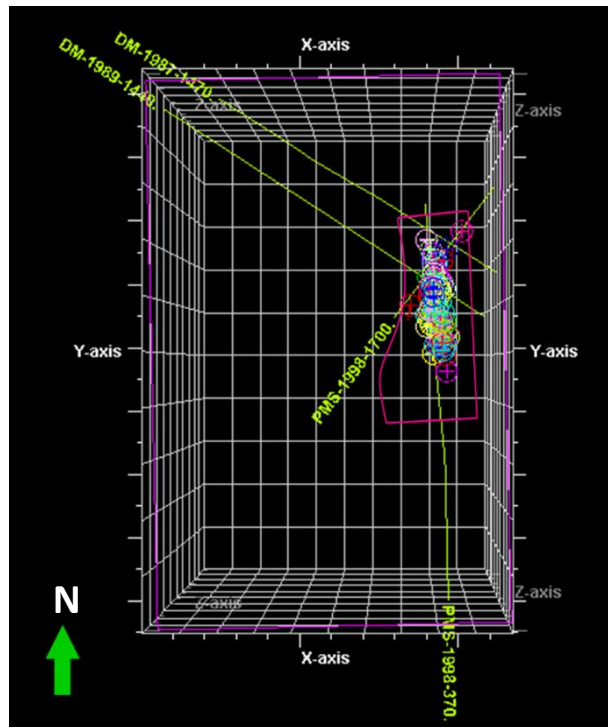 X-axis
DM-1987-1470.
DM-1989-1440.
Z-axis
Z-axis
Y-axis
Y-axis
PMS-1998-1700.
N
Z-axis
Z-axis
X-axis
PMS-1998-370.